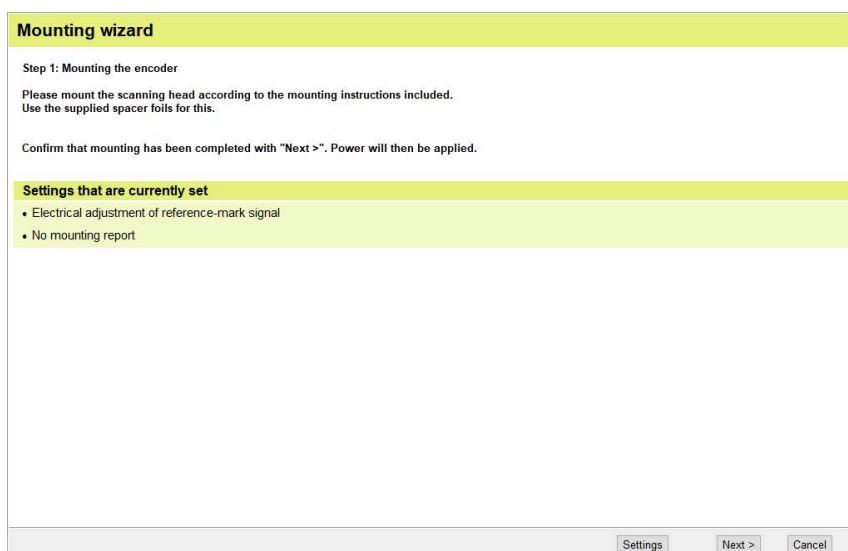 Mounting wizard
Step 1: Mounting the encoder
Please mount the scanning head according to the mounting instructions included.
Use the supplied spacer foils for this.
Confirm that mounting has been completed with "Next >". Power will then be applied.
Settings that are currently set
• Electrical adjustment of reference-mark signal
• No mounting report
Settings Next > Cancel